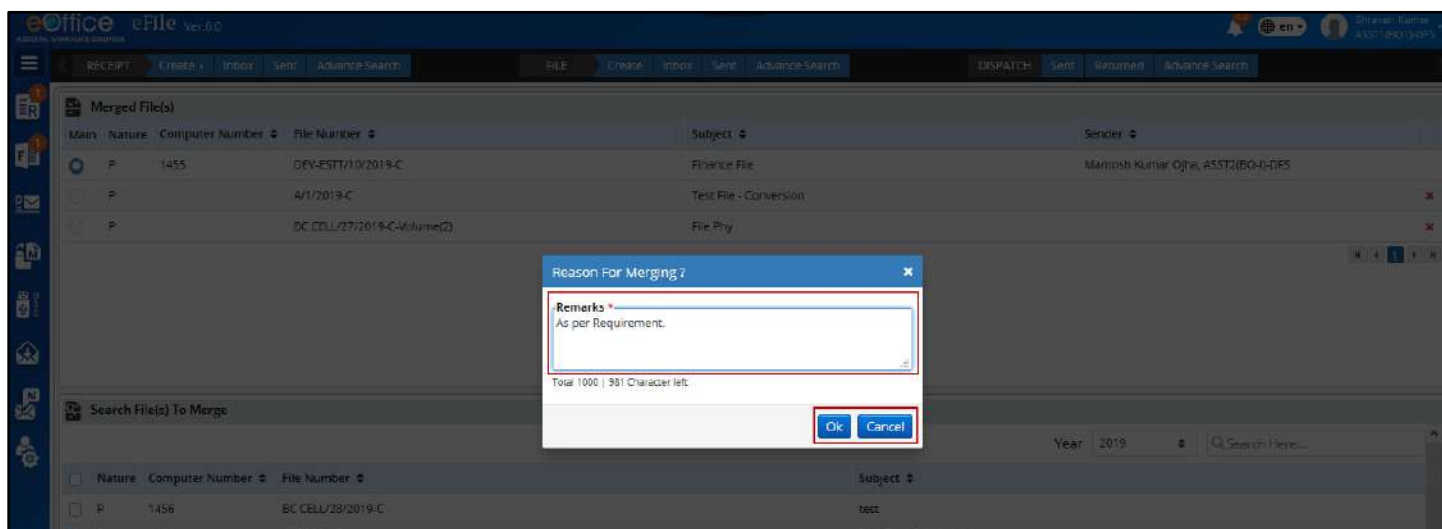 eOffice eFile Ver.6.0
en
Shravan Kumar
ASST1(BO1)-DFS
RECEIPT Create Inbox Sent Advance Search FILE Create Inbox Sent Advance Search DISPATCH Sent Returned Advance Search
Merged File(s)
Main Nature Computer Number File Number Subject Sender
P 1455 DEV-ESTT/10/2019-C Finance File Mantosh Kumar Ojha, ASST2(BO-I)-DFS
P A/1/2019-C Test File - Conversion
P BC CELL/27/2019-C-Volume(2) File Phy
1
Reason For Merging ?
Remarks *
As per Requirement.
Total 1000 | 981 Character left
Ok Cancel
Search File(s) To Merge
Year 2019 Search Here...
Nature Computer Number File Number Subject
P 1456 BC CELL/28/2019-C test